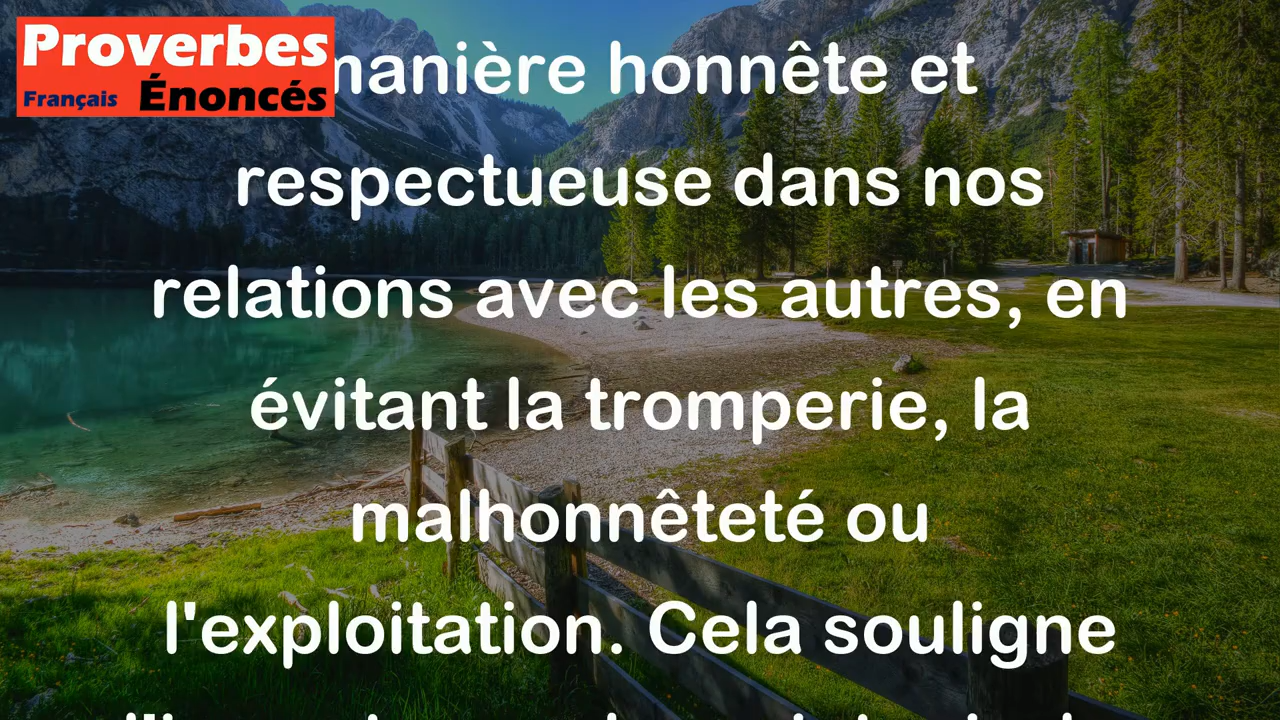 Proverbes
Français Énoncés
manière honnête et
respectueuse dans nos
relations avec les autres, en
évitant la tromperie, la
malhonnêteté ou
l'exploitation. Cela souligne